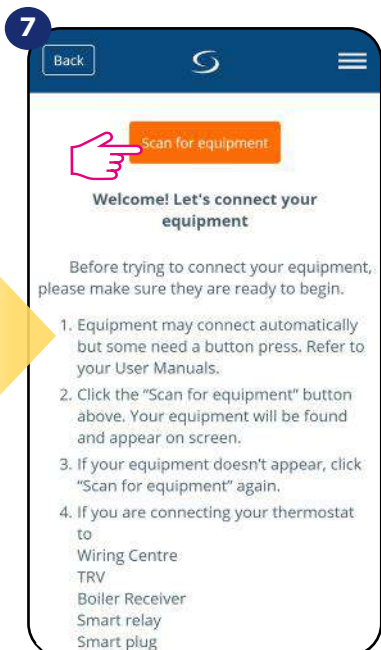 7
Back
Scan for equipment
Welcome! Let's connect your
equipment
Before trying to connect your equipment,
please make sure they are ready to begin.
1. Equipment may connect automatically
but some need a button press. Refer to
your User Manuals.
2. Click the “Scan for equipment” button
above. Your equipment will be found
and appear on screen.
3. If your equipment doesn't appear, click
“Scan for equipment” again.
4. If you are connecting your thermostat
to
Wiring Centre
TRV
Boiler Receiver
Smart relay
Smart plug